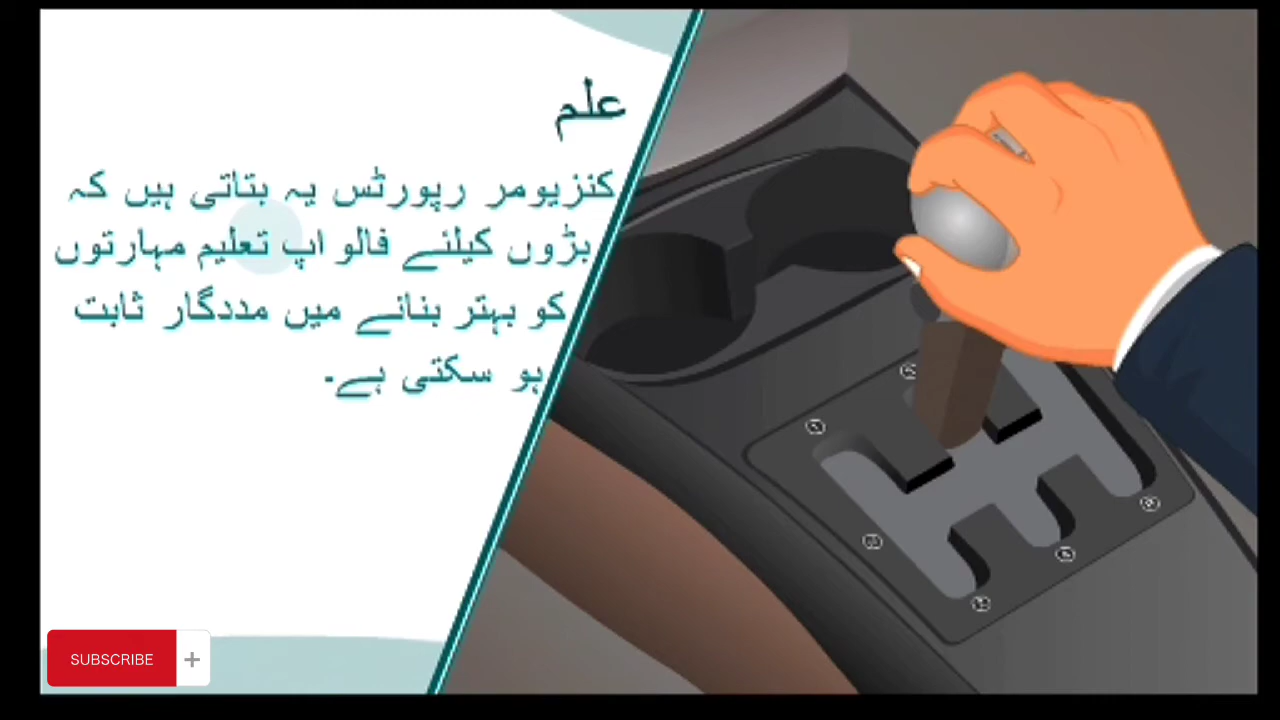 علم
کنزیومر رپورٹس یہ بتاتی ہیں کہ
بڑوں کیلئے فالو اپ تعلیم مہارتوں
کو بہتر بنانے میں مددگار ثابت
ہو سکتی ہے۔
SUBSCRIBE